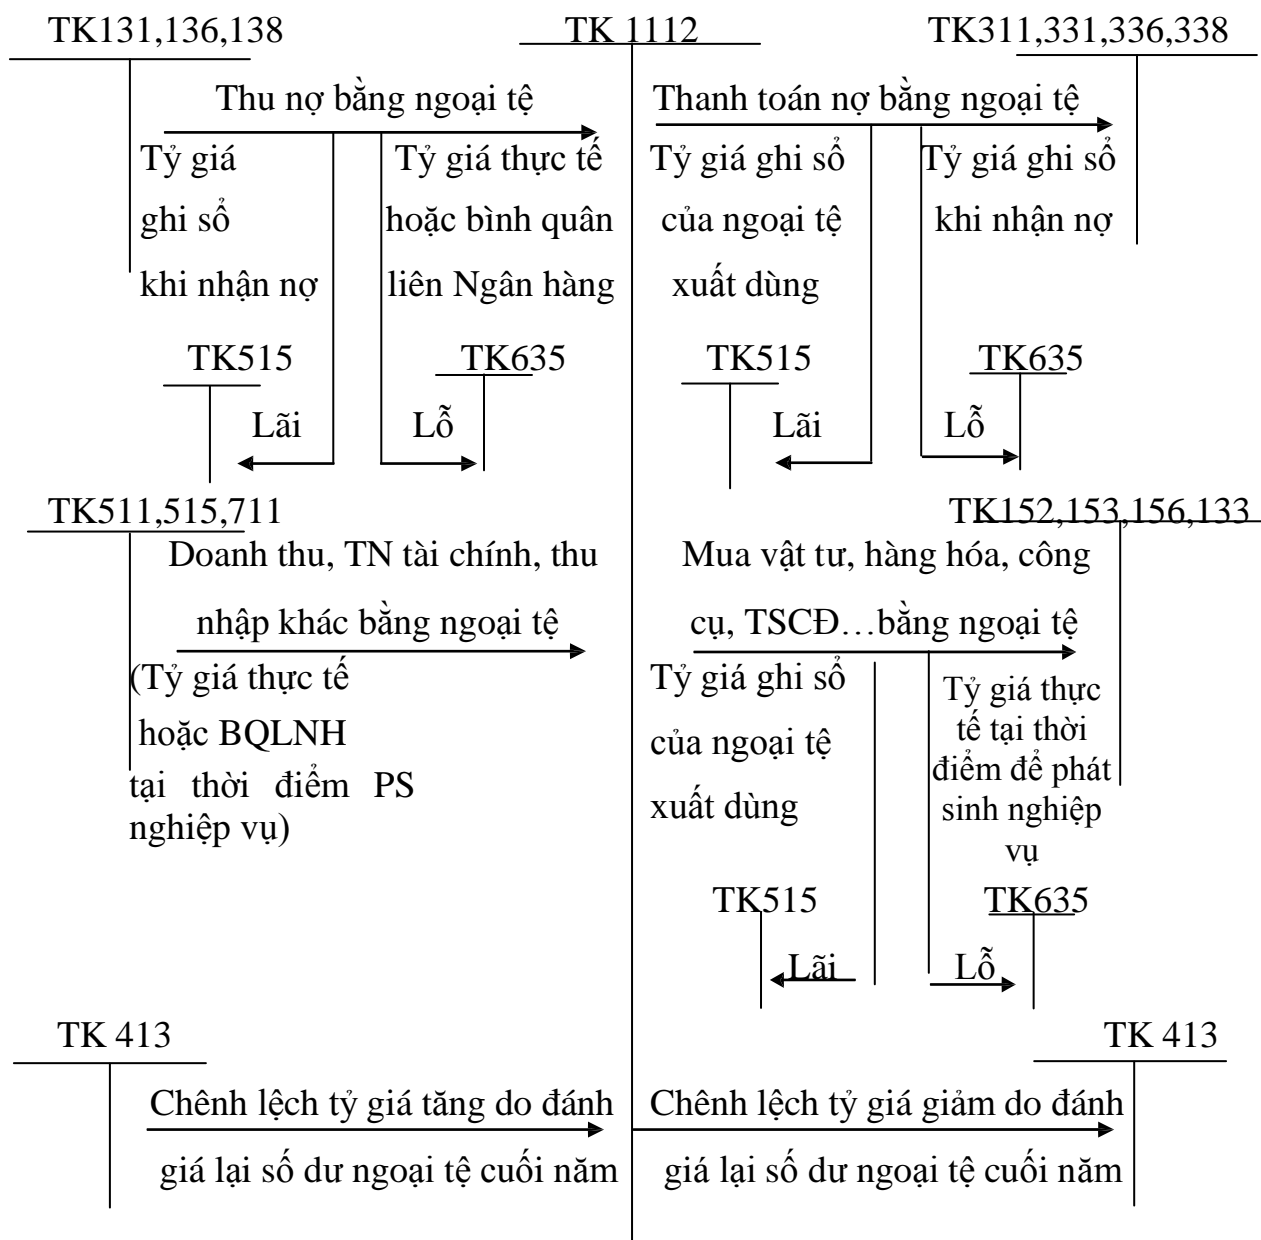 TK131,136,138
TK 1112
TK311,331,336,338
Thu nợ bằng ngoại tệ
Thanh toán nợ bằng ngoại tệ
Tỷ giá
ghi sổ
khi nhận nợ
Tỷ giá thực tế
hoặc bình quân
liên Ngân hàng
Tỷ giá ghi sổ
của ngoại tệ
xuất dùng
Tỷ giá ghi sổ
khi nhận nợ
TK515
TK635
TK515
TK635
Lãi
Lỗ
Lãi
Lỗ
TK511,515,711
TK152,153,156,133
Doanh thu, TN tài chính, thu
nhập khác bằng ngoại tệ
(Tỷ giá thực tế
hoặc BQLNH
tại thời điểm PS
nghiệp vụ)
Mua vật tư, hàng hóa, công
cụ, TSCĐ…bằng ngoại tệ
Tỷ giá ghi sổ
của ngoại tệ
xuất dùng
Tỷ giá thực
tế tại thời
điểm để phát
sinh nghiệp
vụ
TK515
TK635
Lãi
Lỗ
TK 413
TK 413
Chênh lệch tỷ giá tăng do đánh
giá lại số dư ngoại tệ cuối năm
Chênh lệch tỷ giá giảm do đánh
giá lại số dư ngoại tệ cuối năm